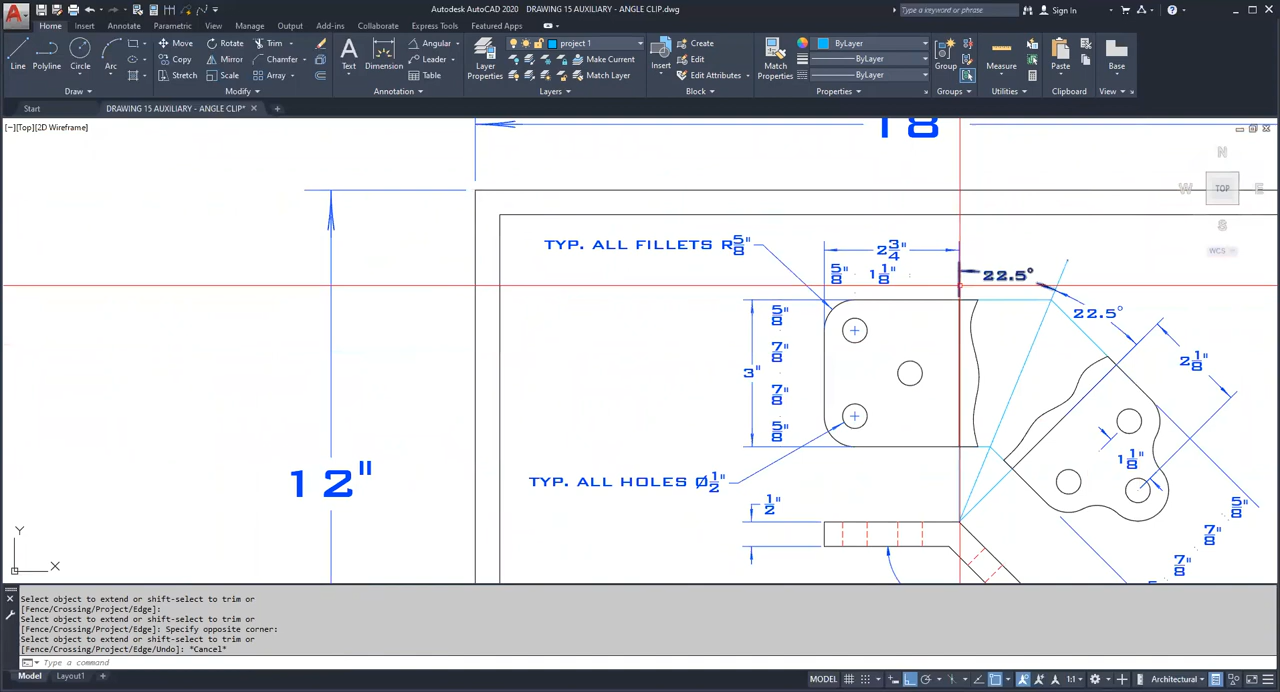 Autodesk AutoCAD 2020 DRAWING 15 AUXILIARY - ANGLE CLIP.dwg
Type a keyword or phrase
Sign In
Home Insert Annotate Parametric View Manage Output Add-ins Collaborate Express Tools Featured Apps
Line Polyline Circle Arc
Move Rotate Trim
Copy Mirror Chamfer
Stretch Scale Array
Text Dimension
Angular
Leader
Table
Layer Properties
project 1
Make Current
Match Layer
Insert
Create
Edit
Edit Attributes
Match Properties
ByLayer
ByLayer
ByLayer
Group
Measure
Paste
Base
Draw Modify Annotation Layers Block Properties Groups Utilities Clipboard View
Start DRAWING 15 AUXILIARY - ANGLE CLIP*
[−][Top][2D Wireframe]
18
N
W TOP E
S
WCS
TYP. ALL FILLETS R5/8"
2 3/4"
5/8" 1 1/8"
22.5°
22.5°
5/8"
7/8"
3"
7/8"
5/8"
2 1/8"
1 1/8"
12"
TYP. ALL HOLES Ø1/2"
1/2"
5/8"
7/8"
7/8"
Y
X
Select object to extend or shift-select to trim or
[Fence/Crossing/Project/Edge]:
Select object to extend or shift-select to trim or
[Fence/Crossing/Project/Edge]: Specify opposite corner:
Select object to extend or shift-select to trim or
[Fence/Crossing/Project/Edge/Undo]: *Cancel*
Type a command
Model Layout1 +
MODEL 1:1 Architectural